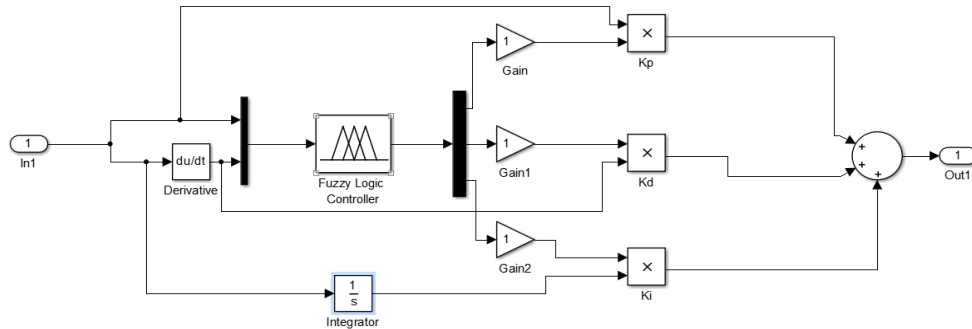 1
In1
du/dt
Derivative
Fuzzy Logic
Controller
1
s
Integrator
1
Gain
1
Gain1
1
Gain2
×
Kp
×
Kd
×
Ki
+
+
+
1
Out1